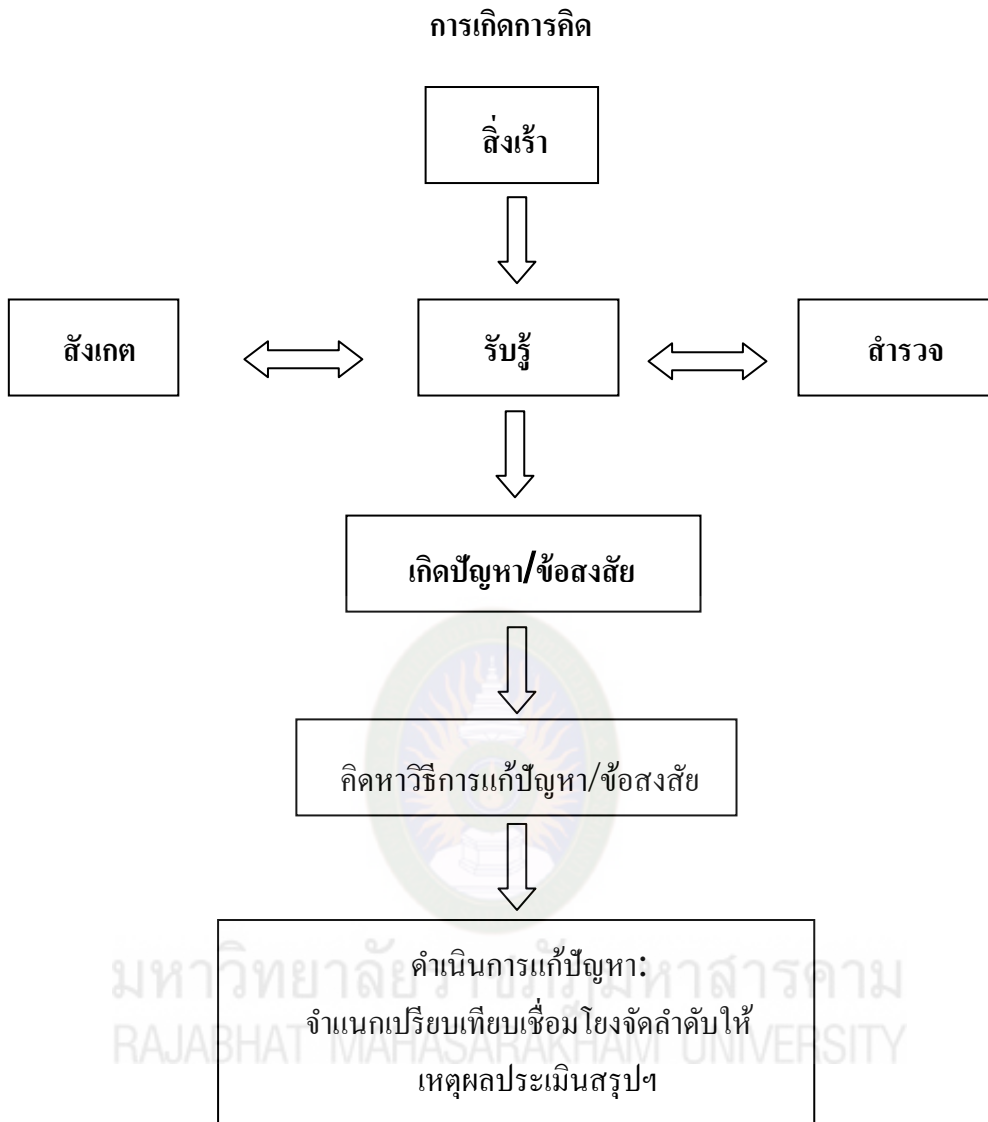 การเกิดการคิด
สิ่งเร้า
สังเกต
รับรู้
สำรวจ
เกิดปัญหา/ข้อสงสัย
คิดหาวิธีการแก้ปัญหา/ข้อสงสัย
ดำเนินการแก้ปัญหา:
จำแนกเปรียบเทียบเชื่อมโยงจัดลำดับให้
เหตุผลประเมินสรุปฯ
มหาวิทยาลัยราชภัฏมหาสารคาม
RAJABHAT MAHASARAKHAM UNIVERSITY